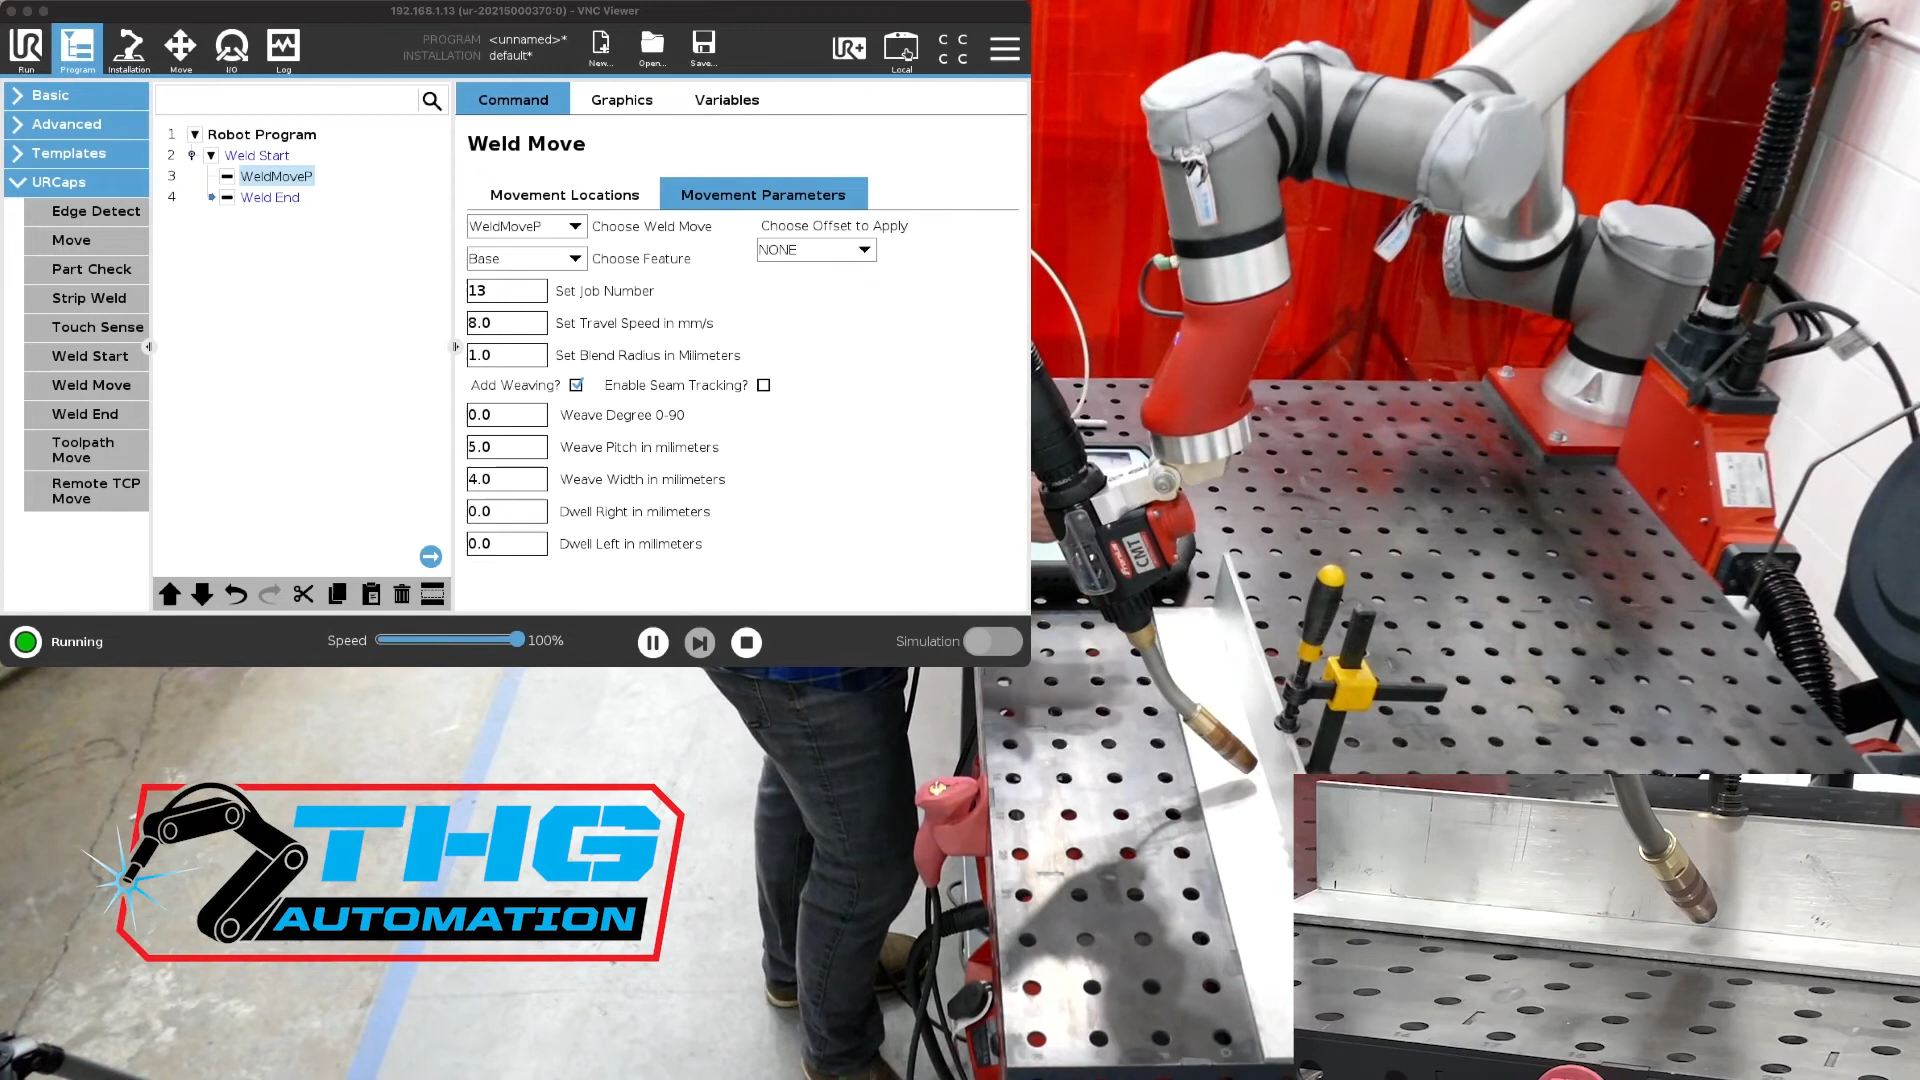 192.168.1.13 (ur-20215000370:0) - VNC Viewer
Run
Program
Installation
Move
I/O
Log
PROGRAM <unnamed>*
INSTALLATION default*
New...
Open...
Save...
UR+
Local
C C
C C
Basic
Advanced
Templates
URCaps
Edge Detect
Move
Part Check
Strip Weld
Touch Sense
Weld Start
Weld Move
Weld End
Toolpath
Move
Remote TCP
Move
1 Robot Program
2 Weld Start
3 WeldMoveP
4 Weld End
Command Graphics Variables
Weld Move
Movement Locations Movement Parameters
WeldMoveP Choose Weld Move
Choose Offset to Apply
NONE
Base Choose Feature
13 Set Job Number
8.0 Set Travel Speed in mm/s
1.0 Set Blend Radius in Milimeters
Add Weaving? Enable Seam Tracking?
0.0 Weave Degree 0-90
5.0 Weave Pitch in milimeters
4.0 Weave Width in milimeters
0.0 Dwell Right in milimeters
0.0 Dwell Left in milimeters
Running
Speed 100%
Simulation
Fronius
CMT
THG
AUTOMATION